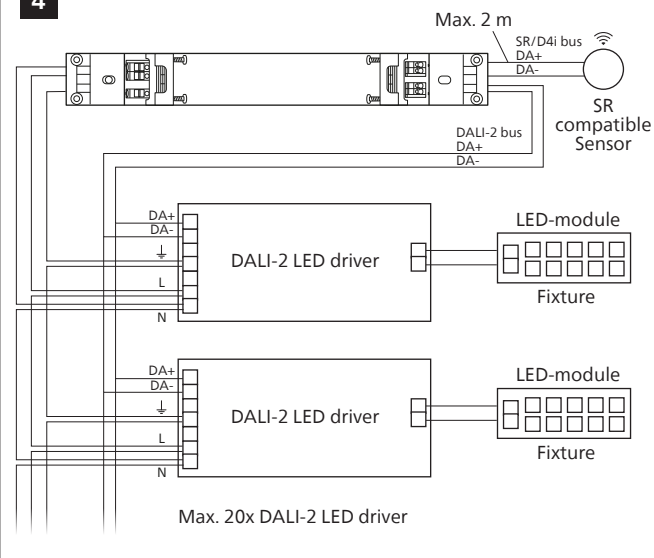 4
Max. 2 m
SR/D4i bus
DA+
DA-
SR
compatible
Sensor
DALI-2 bus
DA+
DA-
DA+
DA-
L
N
DALI-2 LED driver
LED-module
Fixture
DA+
DA-
L
N
DALI-2 LED driver
LED-module
Fixture
Max. 20x DALI-2 LED driver